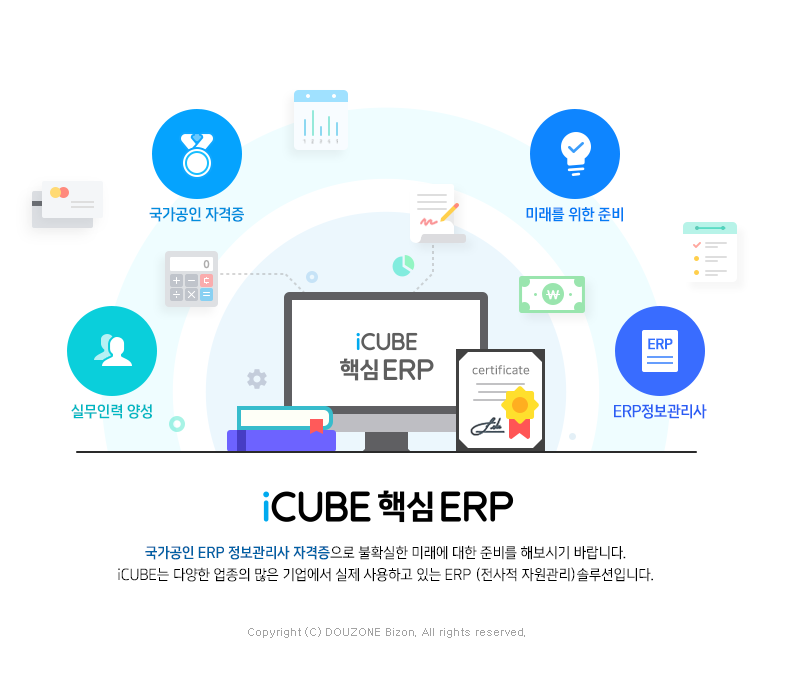 국가공인 자격증
미래를 위한 준비
0
ERP
iCUBE
핵심 ERP
certificate
실무인력 양성
ERP정보관리사
iCUBE 핵심 ERP
국가공인 ERP 정보관리사 자격증으로 불확실한 미래에 대한 준비를 해보시기 바랍니다.
iCUBE는 다양한 업종의 많은 기업에서 실제 사용하고 있는 ERP (전사적 자원관리)솔루션입니다.
Copyright (C) DOUZONE Bizon. All rights reserved.